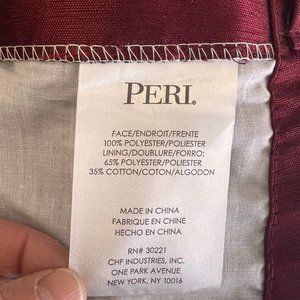 PERI.
FACE/ENDROIT/FRENTE
100% POLYESTER/POLIESTER
LINING/DOUBLURE/FORRO:
65% POLYESTER/POLIESTER
35% COTTON/COTON/ALGODON
MADE IN CHINA
FABRIQUE EN CHINE
HECHO EN CHINA
RN# 30221
CHF INDUSTRIES, INC.
ONE PARK AVENUE
NEW YORK, NY 10016